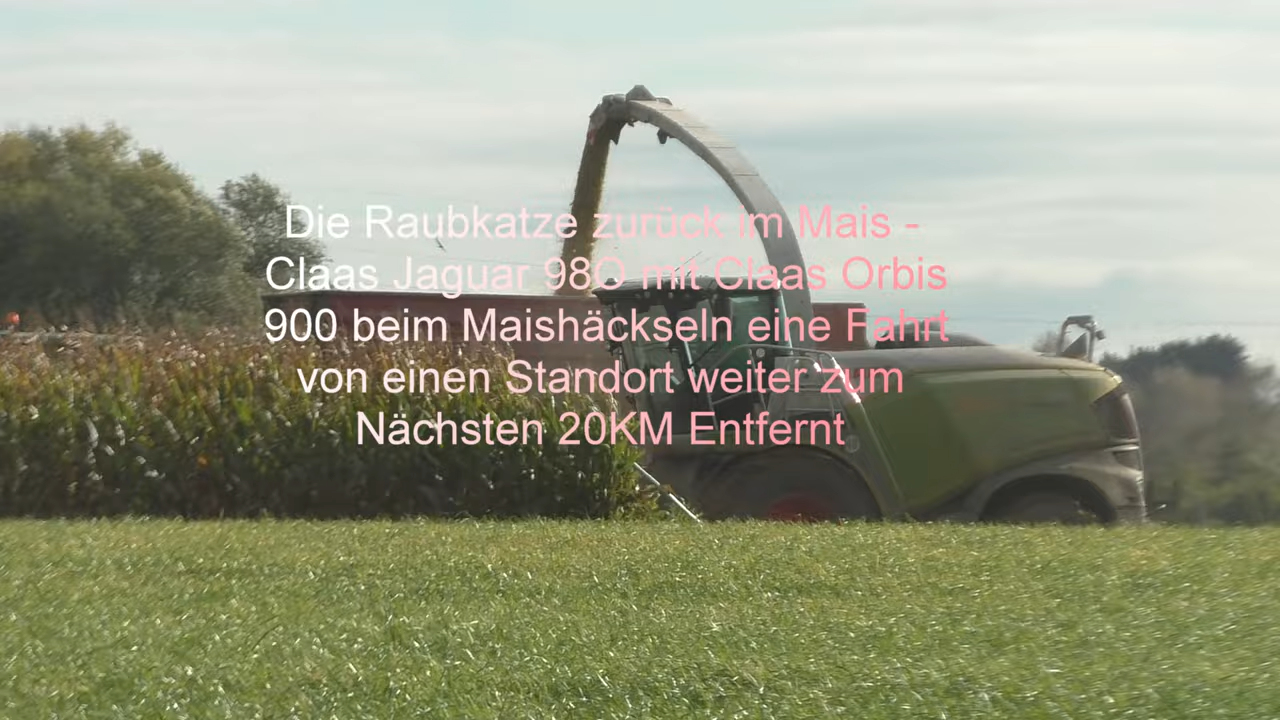 Die Raubkatze zurück im Mais -
Claas Jaguar 98O mit Claas Orbis
900 beim Maishäckseln eine Fahrt
von einen Standort weiter zum
Nächsten 20KM Entfernt